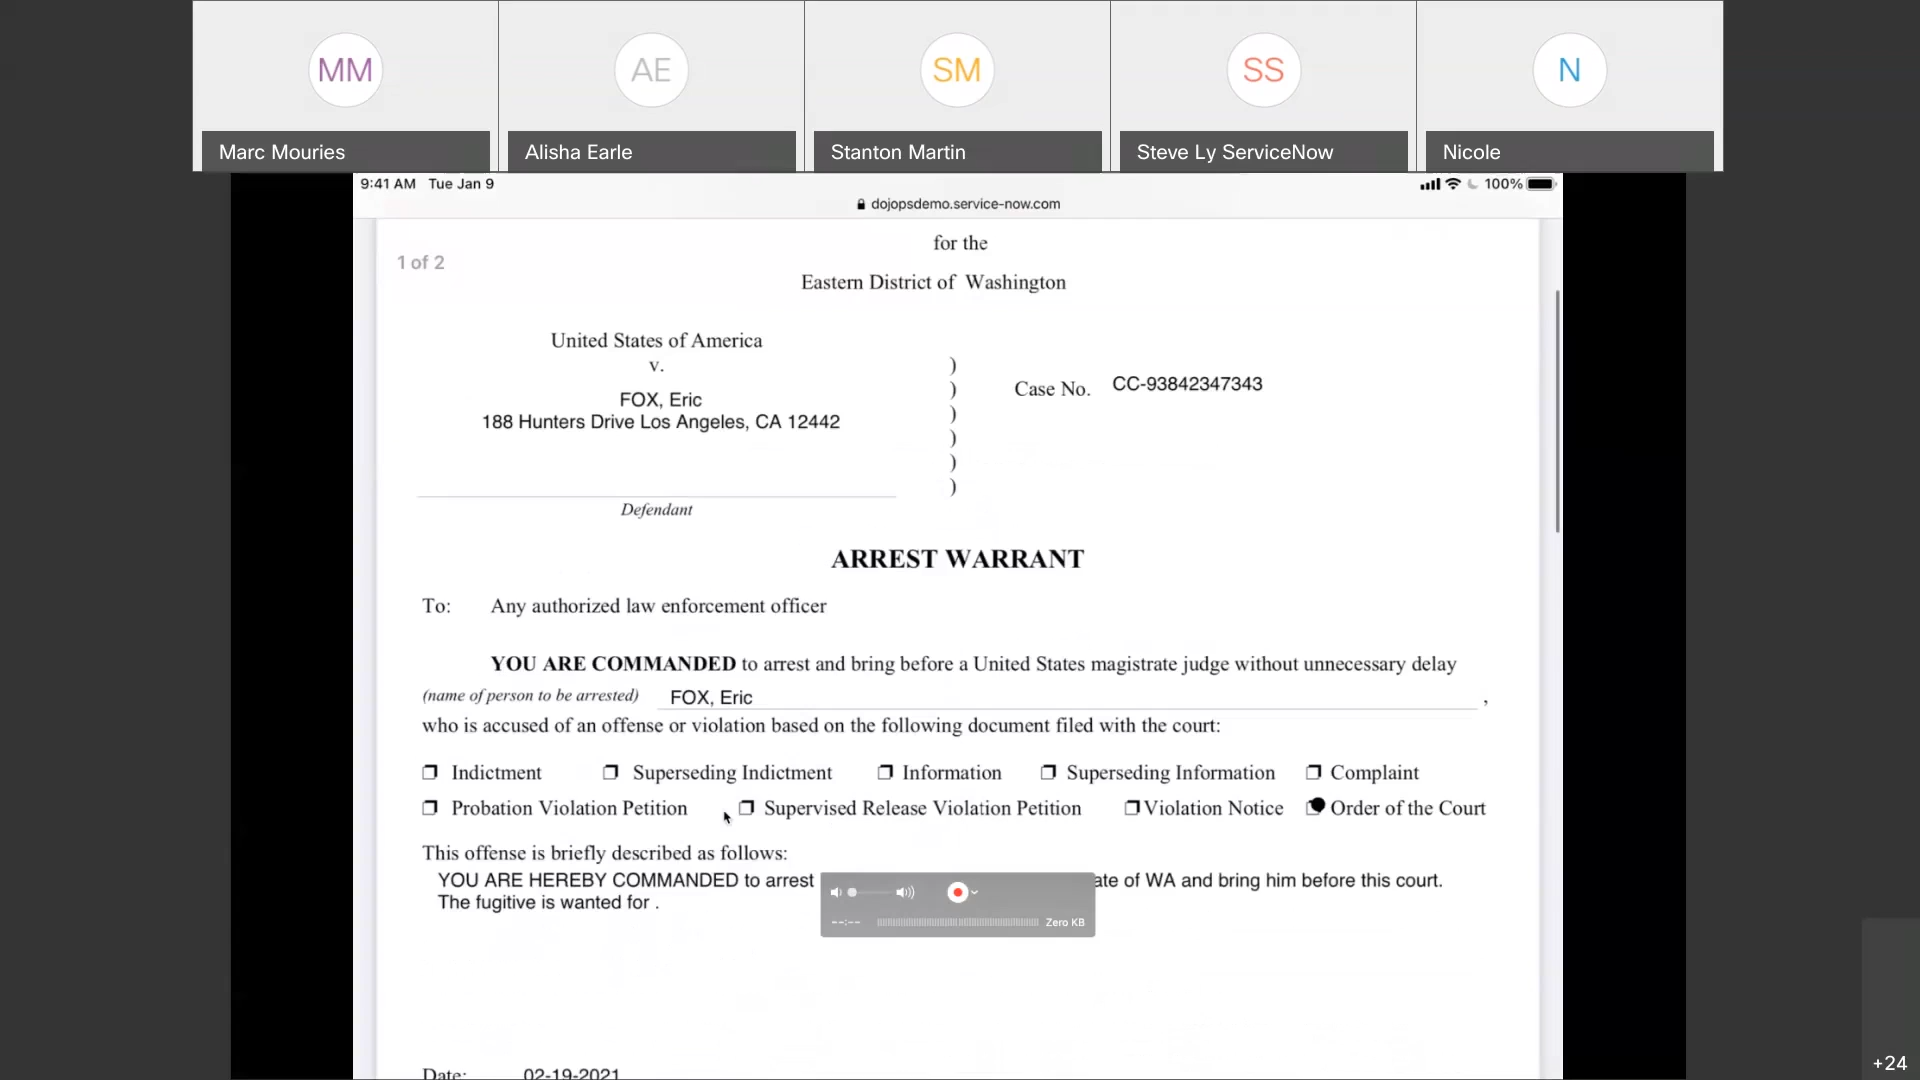 MM
AE
SM
SS
N
Marc Mouries
Alisha Earle
Stanton Martin
Steve Ly ServiceNow
Nicole
9:41 AM Tue Jan 9
100%
dojopsdemo.service-now.com
1 of 2
for the
Eastern District of Washington
United States of America
v.
FOX, Eric
188 Hunters Drive Los Angeles, CA 12442
)
)
)
)
)
)
Case No. CC-93842347343
Defendant
ARREST WARRANT
To: Any authorized law enforcement officer
YOU ARE COMMANDED to arrest and bring before a United States magistrate judge without unnecessary delay
(name of person to be arrested) FOX, Eric ,
who is accused of an offense or violation based on the following document filed with the court:
Indictment Superseding Indictment Information Superseding Information Complaint
Probation Violation Petition Supervised Release Violation Petition Violation Notice Order of the Court
This offense is briefly described as follows:
YOU ARE HEREBY COMMANDED to arrest ate of WA and bring him before this court.
The fugitive is wanted for .
--:-- Zero KB
Date: 02-19-2021
+24